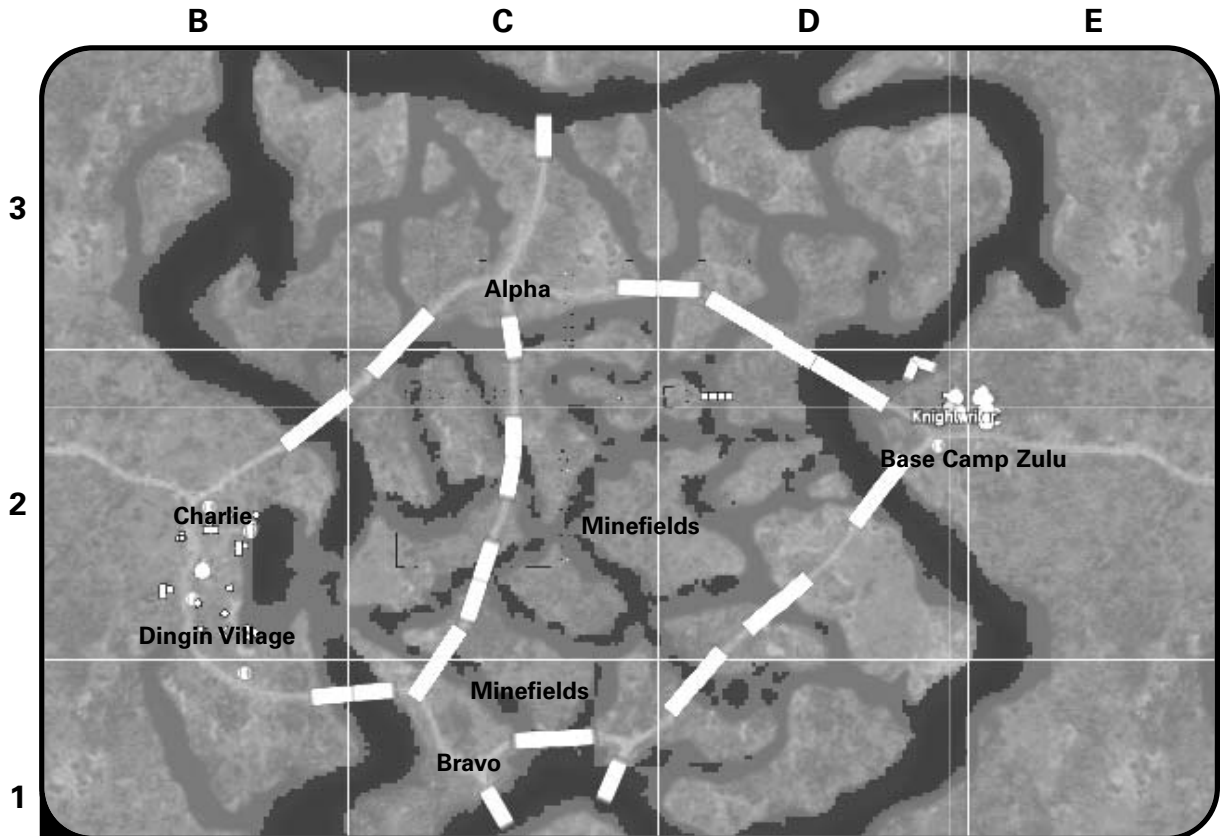 B C D E
3
Alpha
Base Camp Zulu
2
Charlie
Minefields
Dingin Village
Minefields
Bravo
1